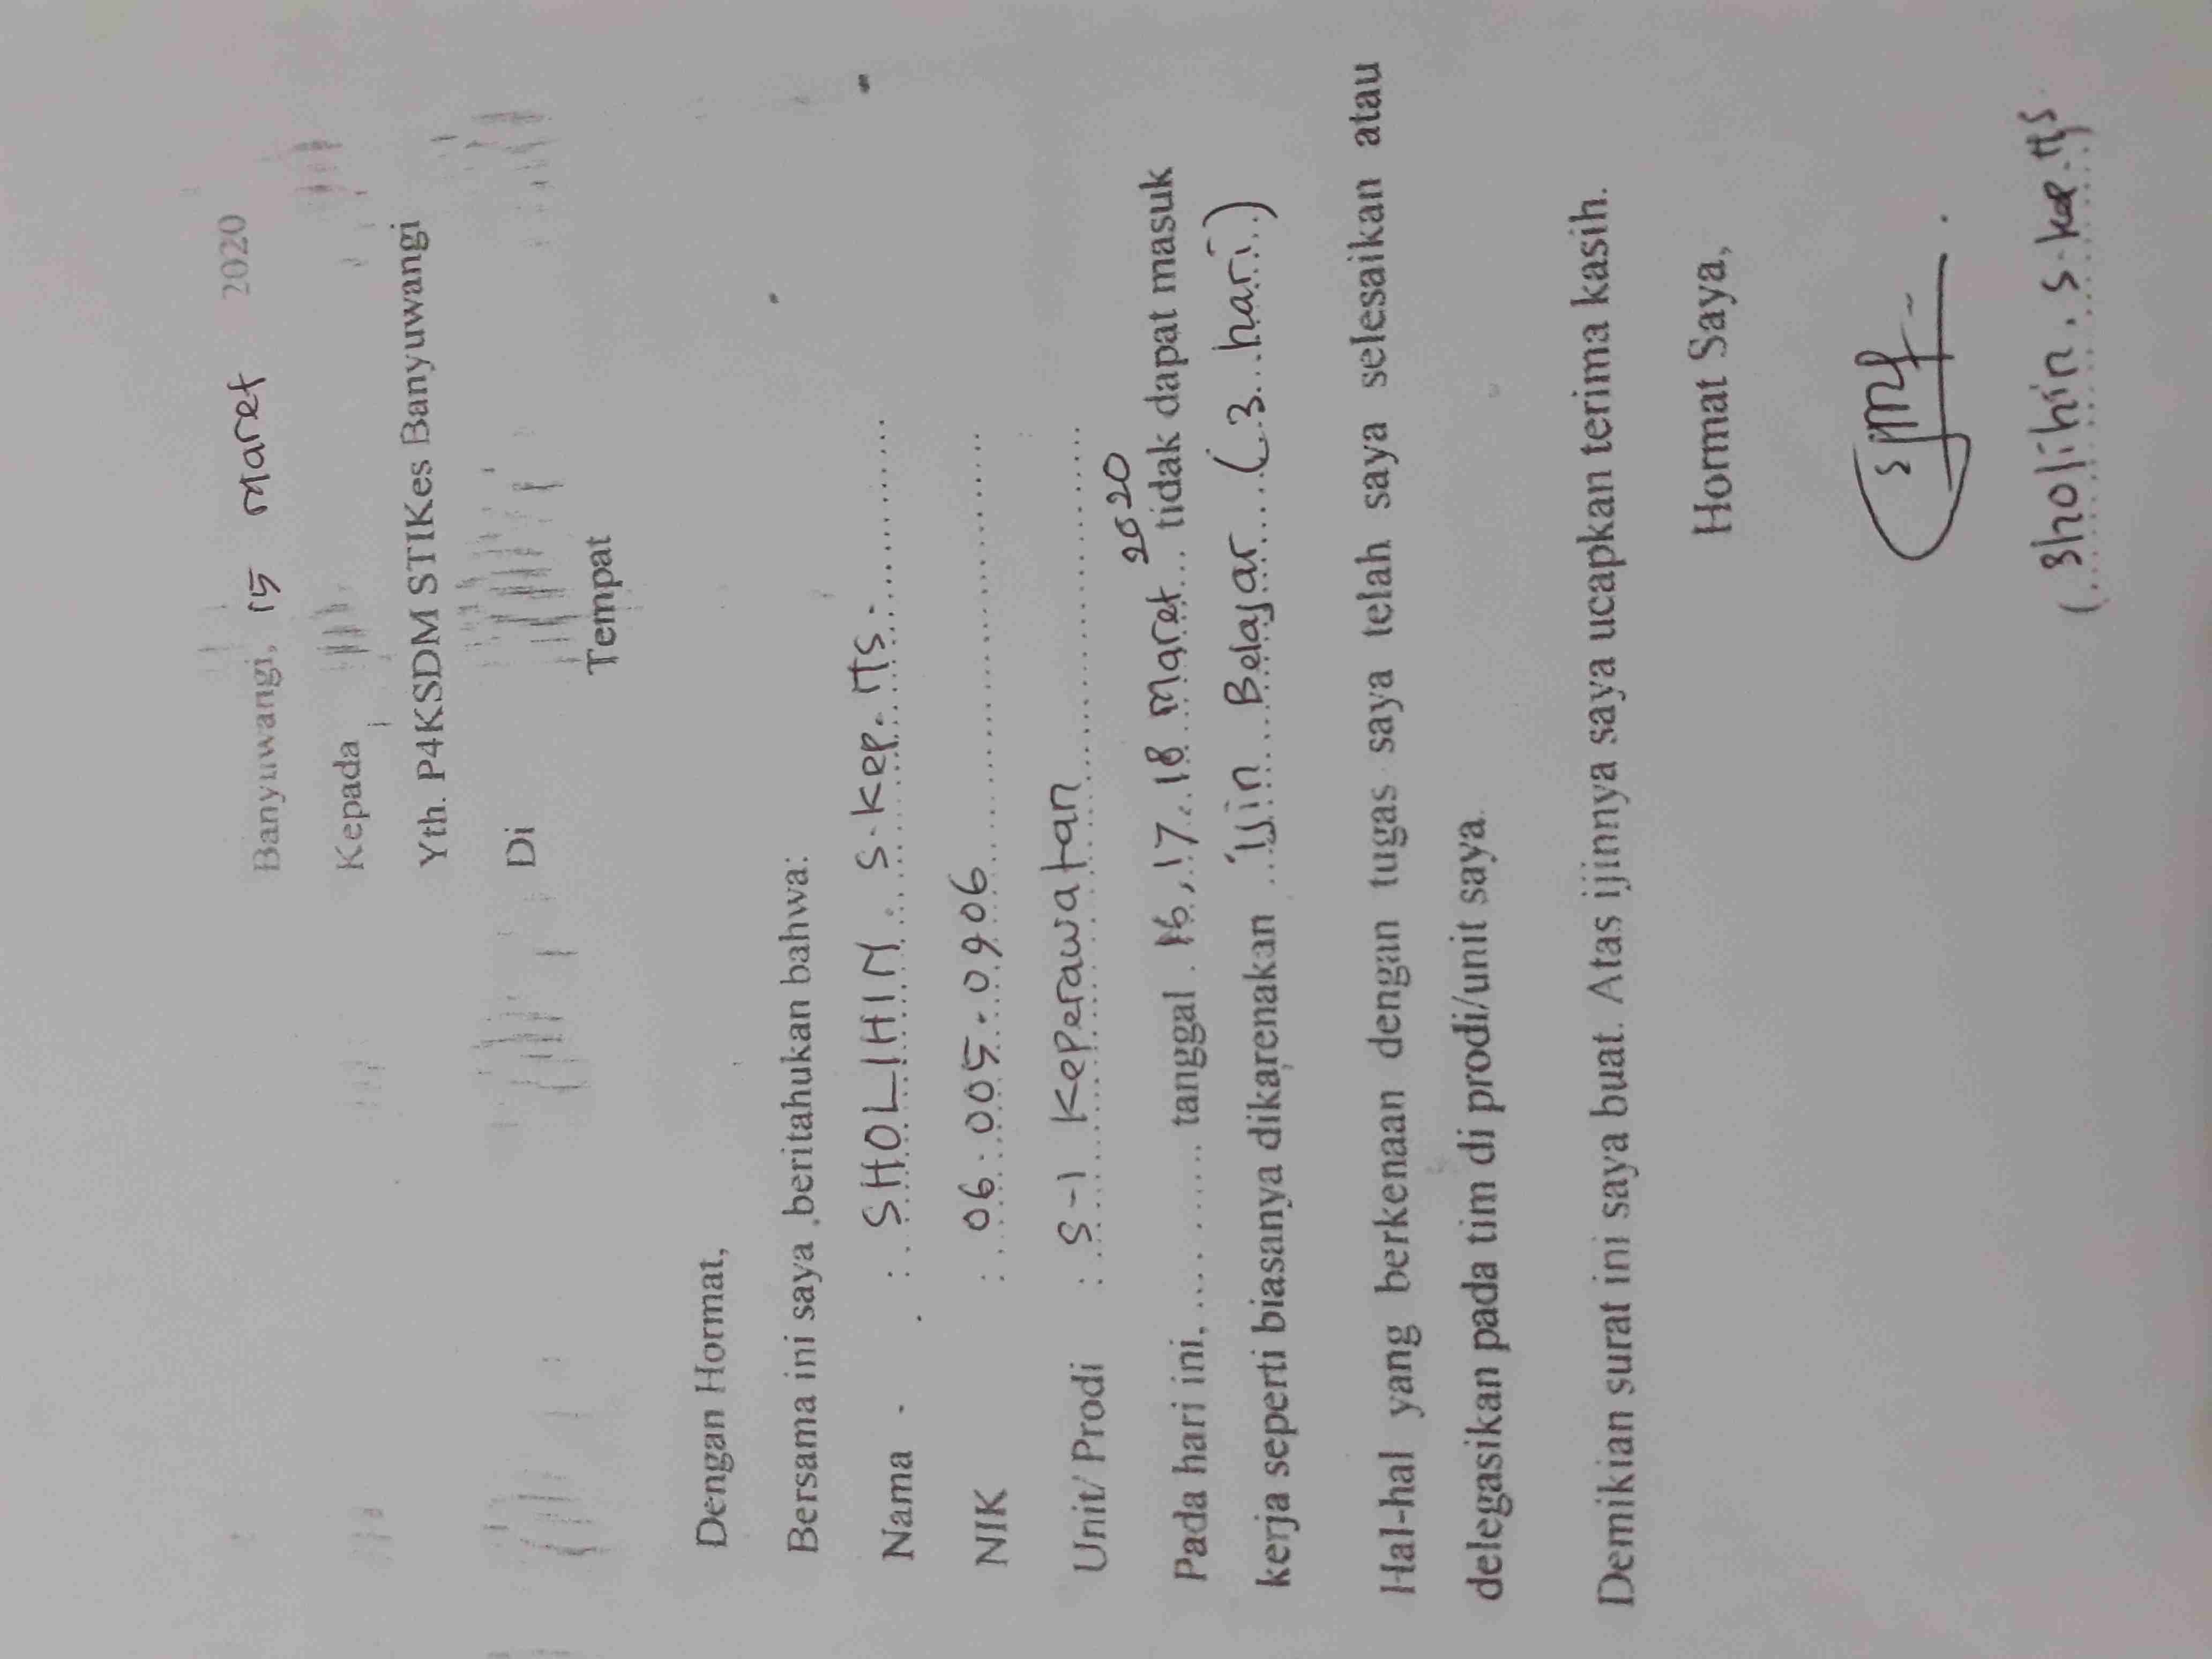 Banyuwangi, 15 Maret 2020
Kepada
Yth. P4KSDM STIKes Banyuwangi
Di
Tempat
Dengan Hormat,
Bersama ini saya beritahukan bahwa:
Nama : SHOLIHIN. S.Kep. NS.
NIK : 06.005.0906
Unit/ Prodi : S-1 Keperawatan
Pada hari ini, .... ........... tanggal . 16, 17, 18 Maret 2020 tidak dapat masuk
kerja seperti biasanya dikarenakan ... Ijin Belajar (3 hari)
Hal-hal yang berkenaan dengan tugas saya telah saya selesaikan atau
delegasikan pada tim di prodi/unit saya.
Demikian surat ini saya buat. Atas ijinnya saya ucapkan terima kasih.
Hormat Saya,
(Sholihin. S.Kep. NS)